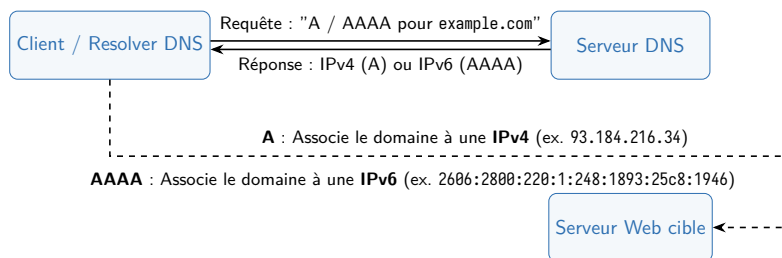 Requête : "A / AAAA pour example.com”
Client / Resolver DNS
Serveur DNS
Réponse : IPv4 (A) ou IPv6 (AAAA)
A : Associe le domaine à une IPv4 (ex. 93.184.216.34)
AAAA : Associe le domaine à une IPv6 (ex. 2606:2800:220:1:248:1893:25c8:1946)
Serveur Web cible